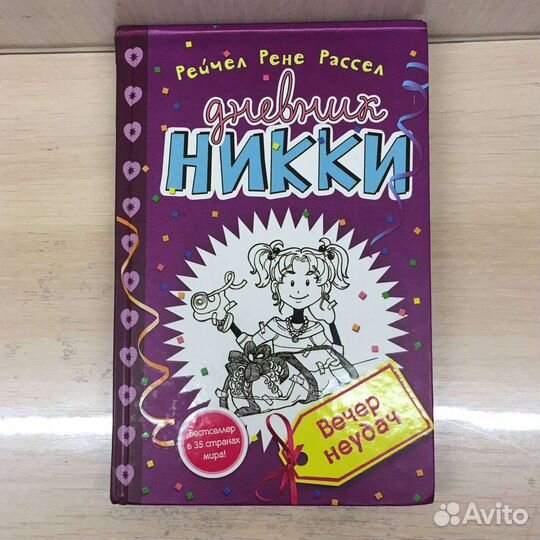 Рейчел Рене Рассел
дневник
НИККИ
Бестселлер
в 35 странах
мира!
Вечер
неудач
Avito